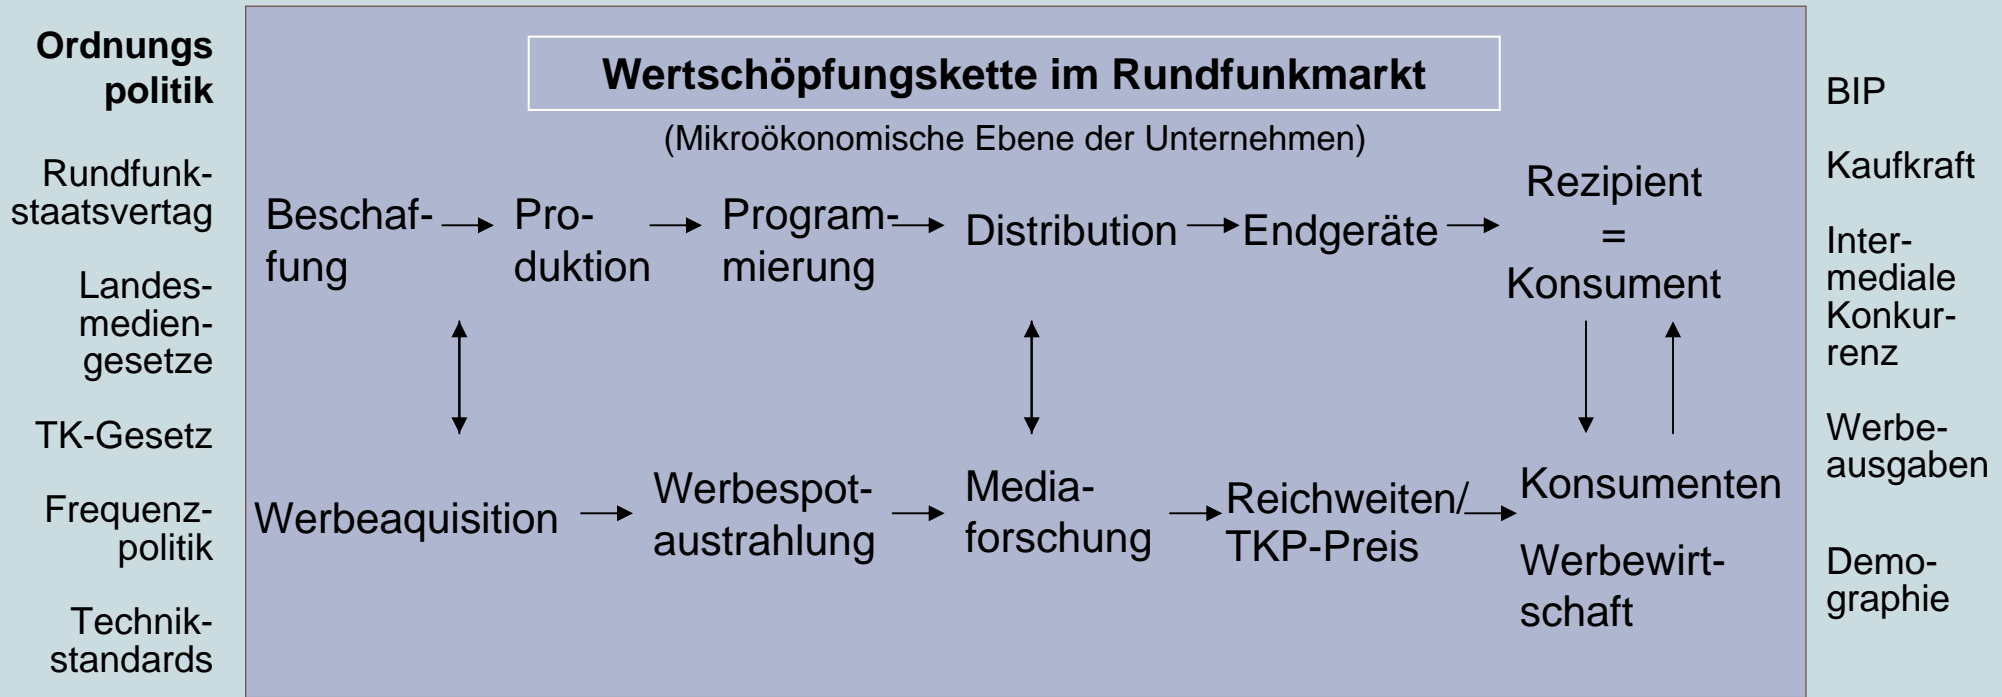 Ordnungs
politik
Rundfunk-
staatsvertag
Landes-
medien-
gesetze
TK-Gesetz
Frequenz-
politik
Technik-
standards
Wertschöpfungskette im Rundfunkmarkt
(Mikroökonomische Ebene der Unternehmen)
Beschaf-
fung
Pro-
duktion
Program-
mierung
Distribution
Endgeräte
Rezipient
=
Konsument
Werbeaquisition
Werbespot-
austrahlung
Media-
forschung
Reichweiten/
TKP-Preis
Konsumenten
Werbewirt-
schaft
BIP
Kaufkraft
Inter-
mediale
Konkur-
renz
Werbe-
ausgaben
Demo-
graphie